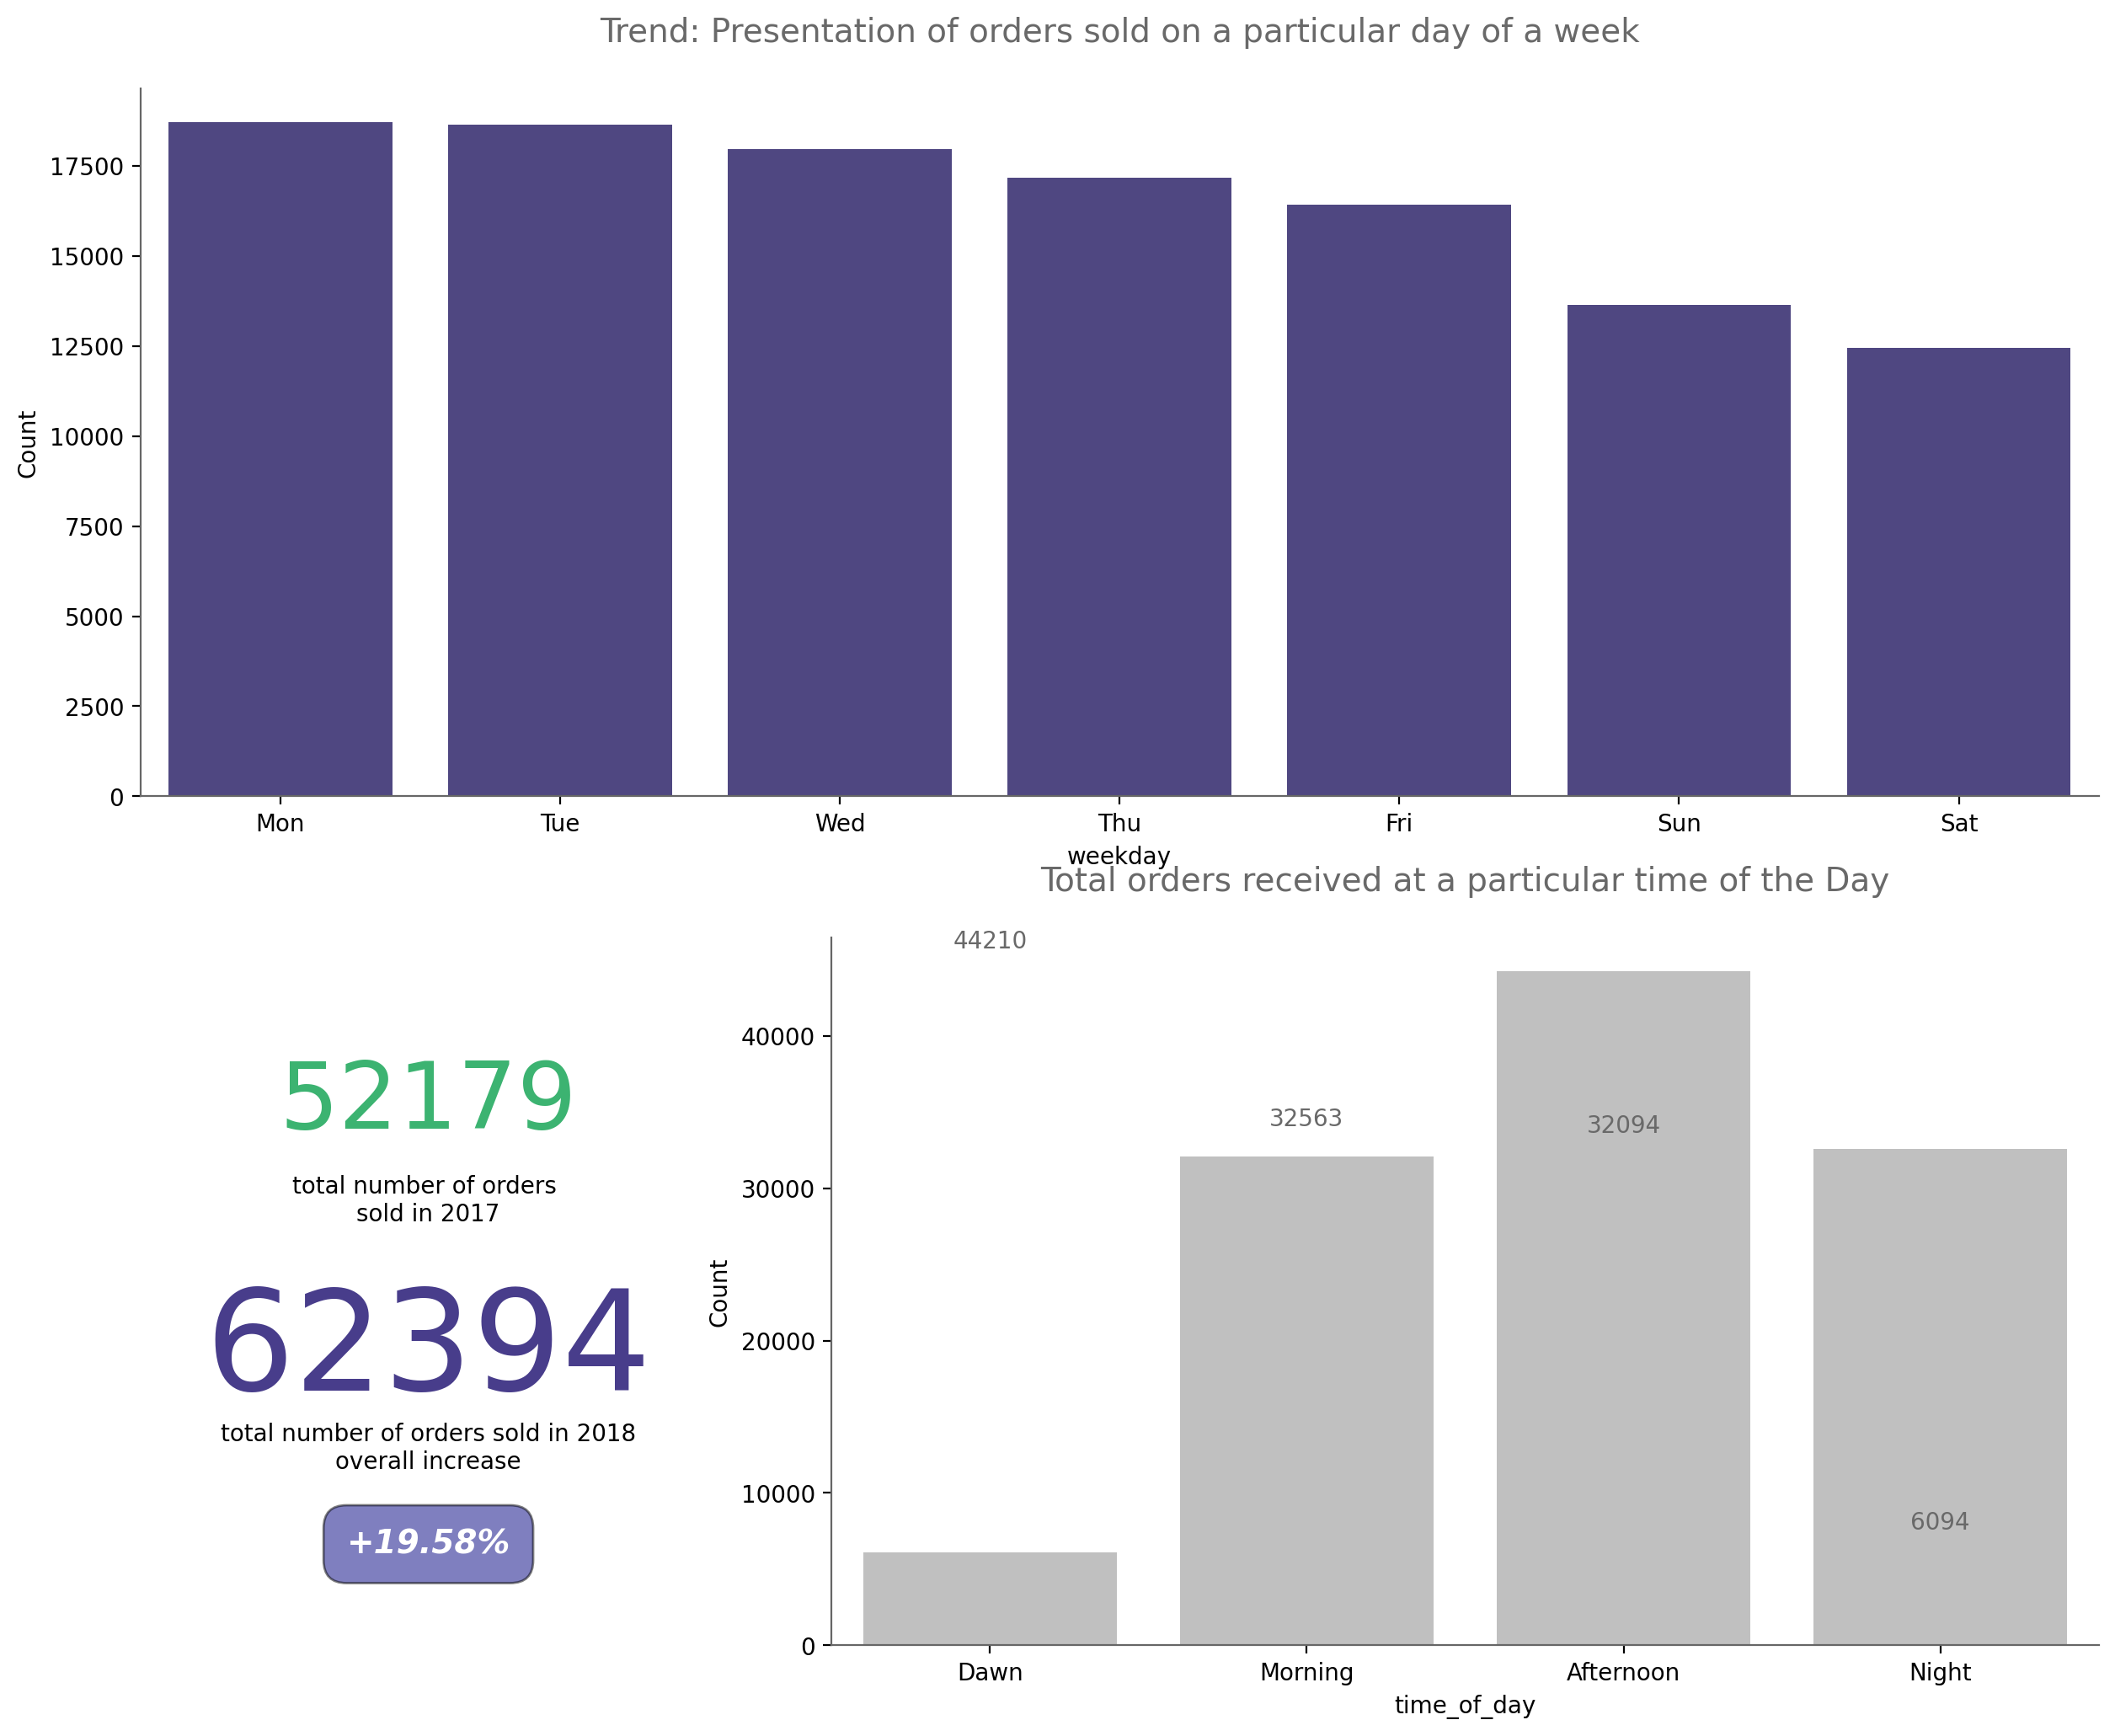 Trend: Presentation of orders sold on a particular day of a week
Count
17500
15000
12500
10000
7500
5000
2500
0
Mon Tue Wed Thu Fri Sun Sat
weekday
52179
total number of orders
sold in 2017
62394
total number of orders sold in 2018
overall increase
+19.58%
Total orders received at a particular time of the Day
Count
40000
30000
20000
10000
0
44210
32563
32094
6094
Dawn Morning Afternoon Night
time_of_day